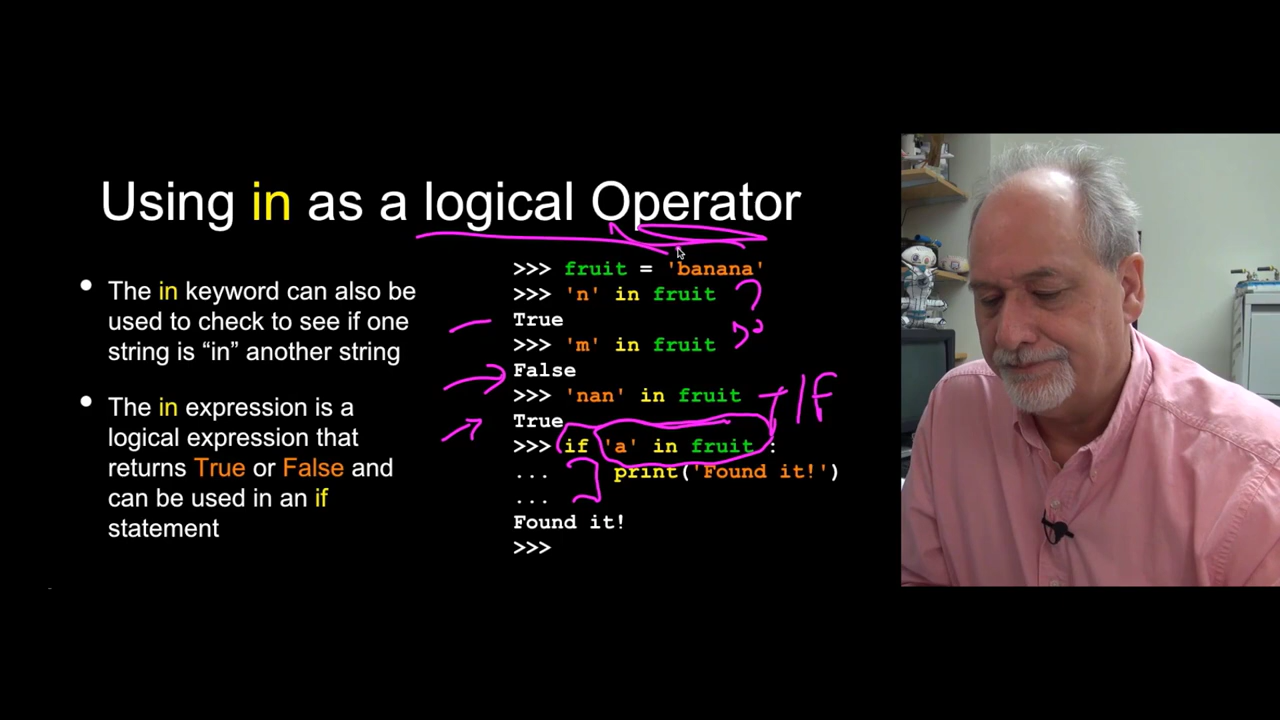 Using in as a logical Operator
• The in keyword can also be
used to check to see if one
string is “in” another string
• The in expression is a
logical expression that
returns True or False and
can be used in an if
statement
>>> fruit = 'banana'
>>> 'n' in fruit ?
True
>>> 'm' in fruit ??
False
>>> 'nan' in fruit
True
>>> if 'a' in fruit :
...     print('Found it!')
...
Found it!
>>>
T/F